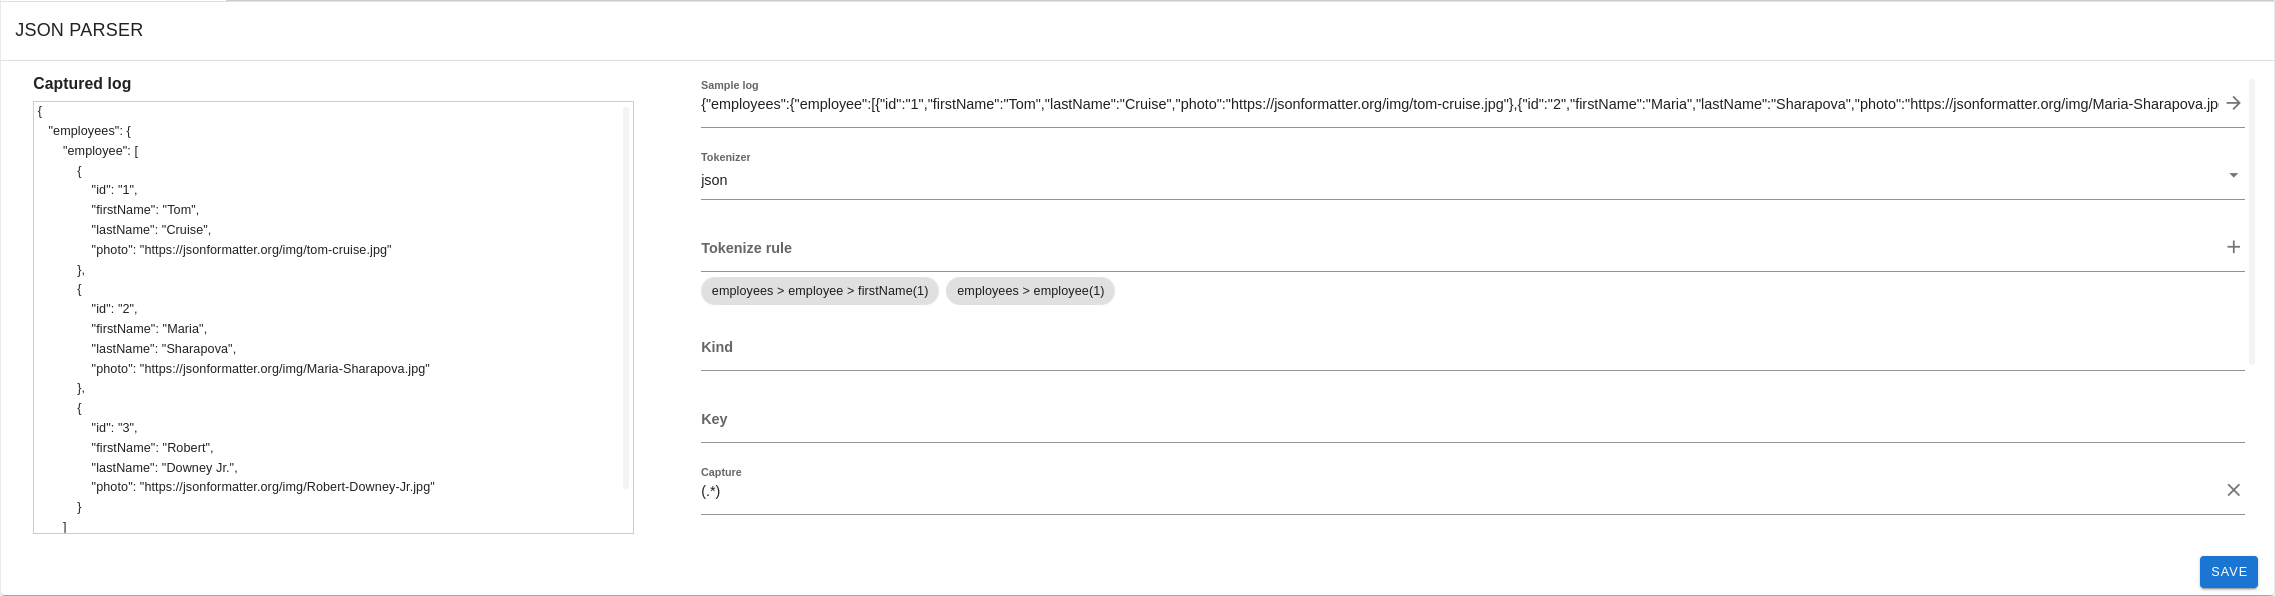 JSON PARSER
Captured log
{
"employees": {
"employee": [
{
"id": "1",
"firstName": "Tom",
"lastName": "Cruise",
"photo": "https://jsonformatter.org/img/tom-cruise.jpg"
},
{
"id": "2",
"firstName": "Maria",
"lastName": "Sharapova",
"photo": "https://jsonformatter.org/img/Maria-Sharapova.jpg"
},
{
"id": "3",
"firstName": "Robert",
"lastName": "Downey Jr.",
"photo": "https://jsonformatter.org/img/Robert-Downey-Jr.jpg"
}
]
Sample log
{"employees":{"employee":[{"id":"1","firstName":"Tom","lastName":"Cruise","photo":"https://jsonformatter.org/img/tom-cruise.jpg"},{"id":"2","firstName":"Maria","lastName":"Sharapova","photo":"https://jsonformatter.org/img/Maria-Sharapova.jp
Tokenizer
json
Tokenize rule
employees > employee > firstName(1) employees > employee(1)
Kind
Key
Capture
(.*)
SAVE